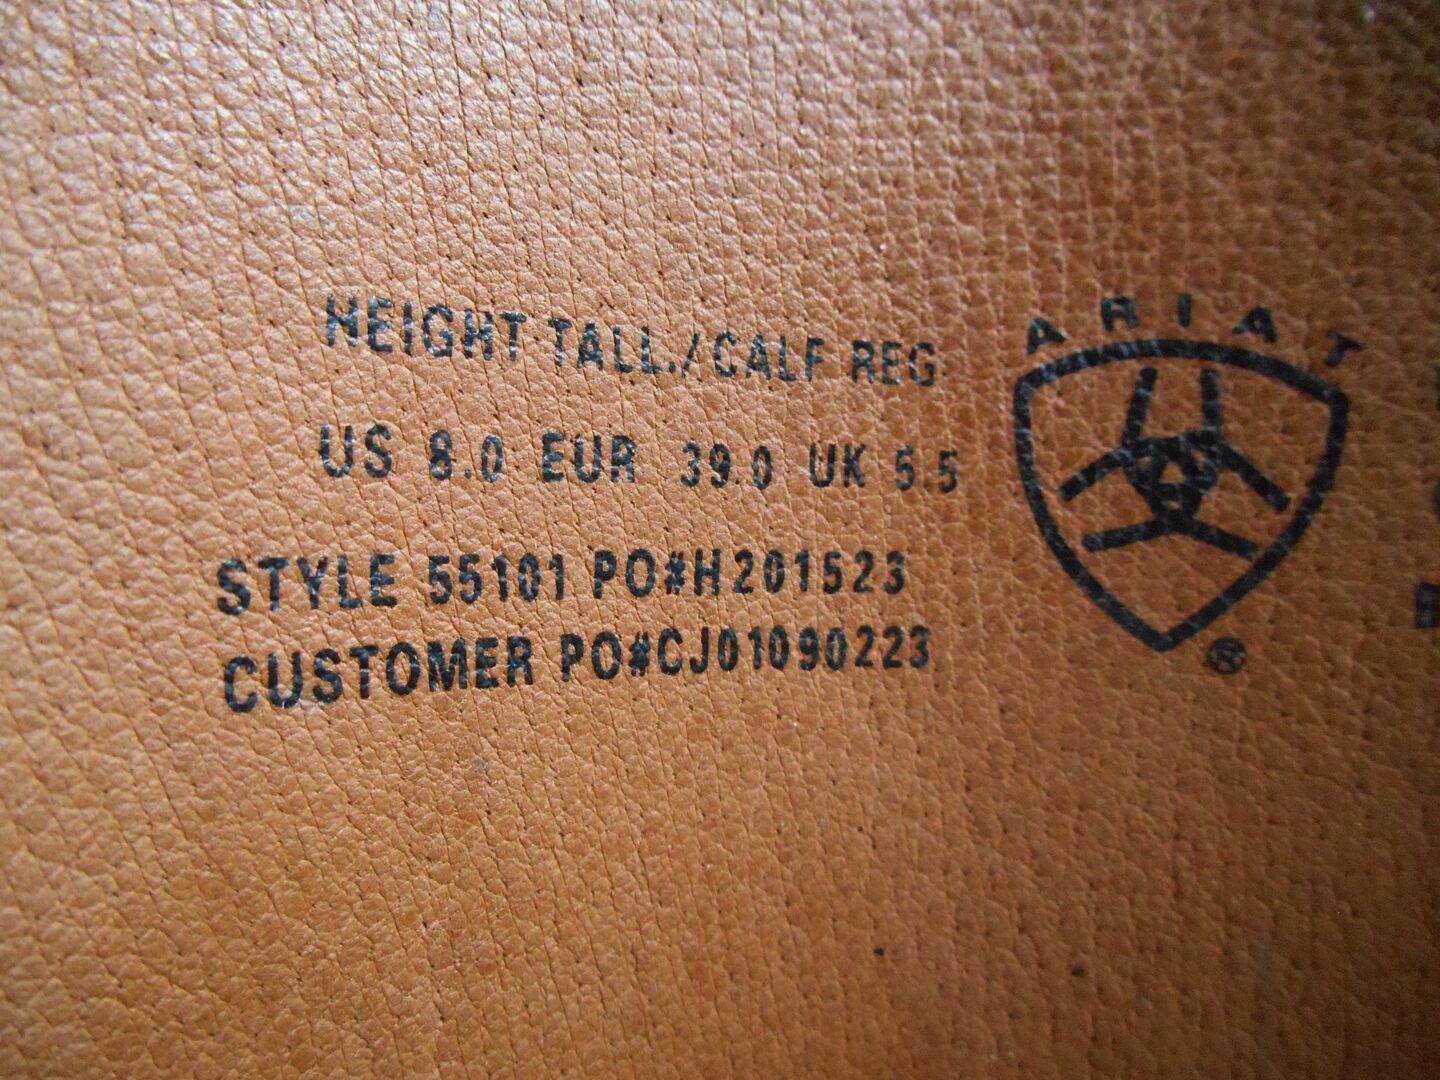 HEIGHT TALL./CALF REG
US 8.0 EUR 39.0 UK 5.5
STYLE 55101 PO#H201523
CUSTOMER PO#CJ01090223
ARIAT
®